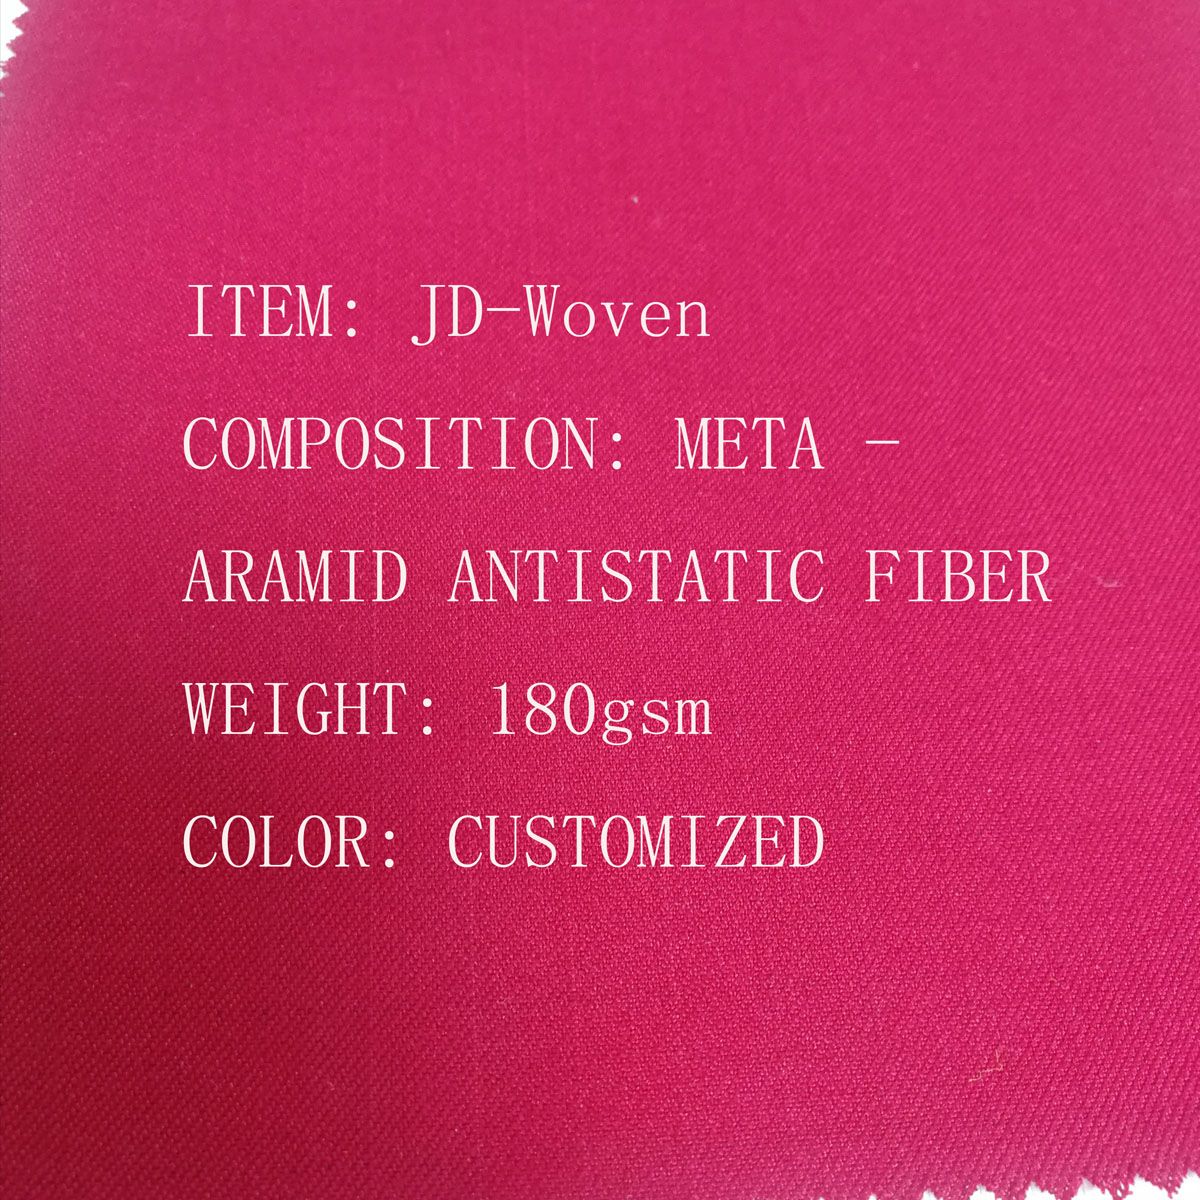 ITEM: JD-Woven
COMPOSITION: META -
ARAMID ANTISTATIC FIBER
WEIGHT: 180gsm
COLOR: CUSTOMIZED